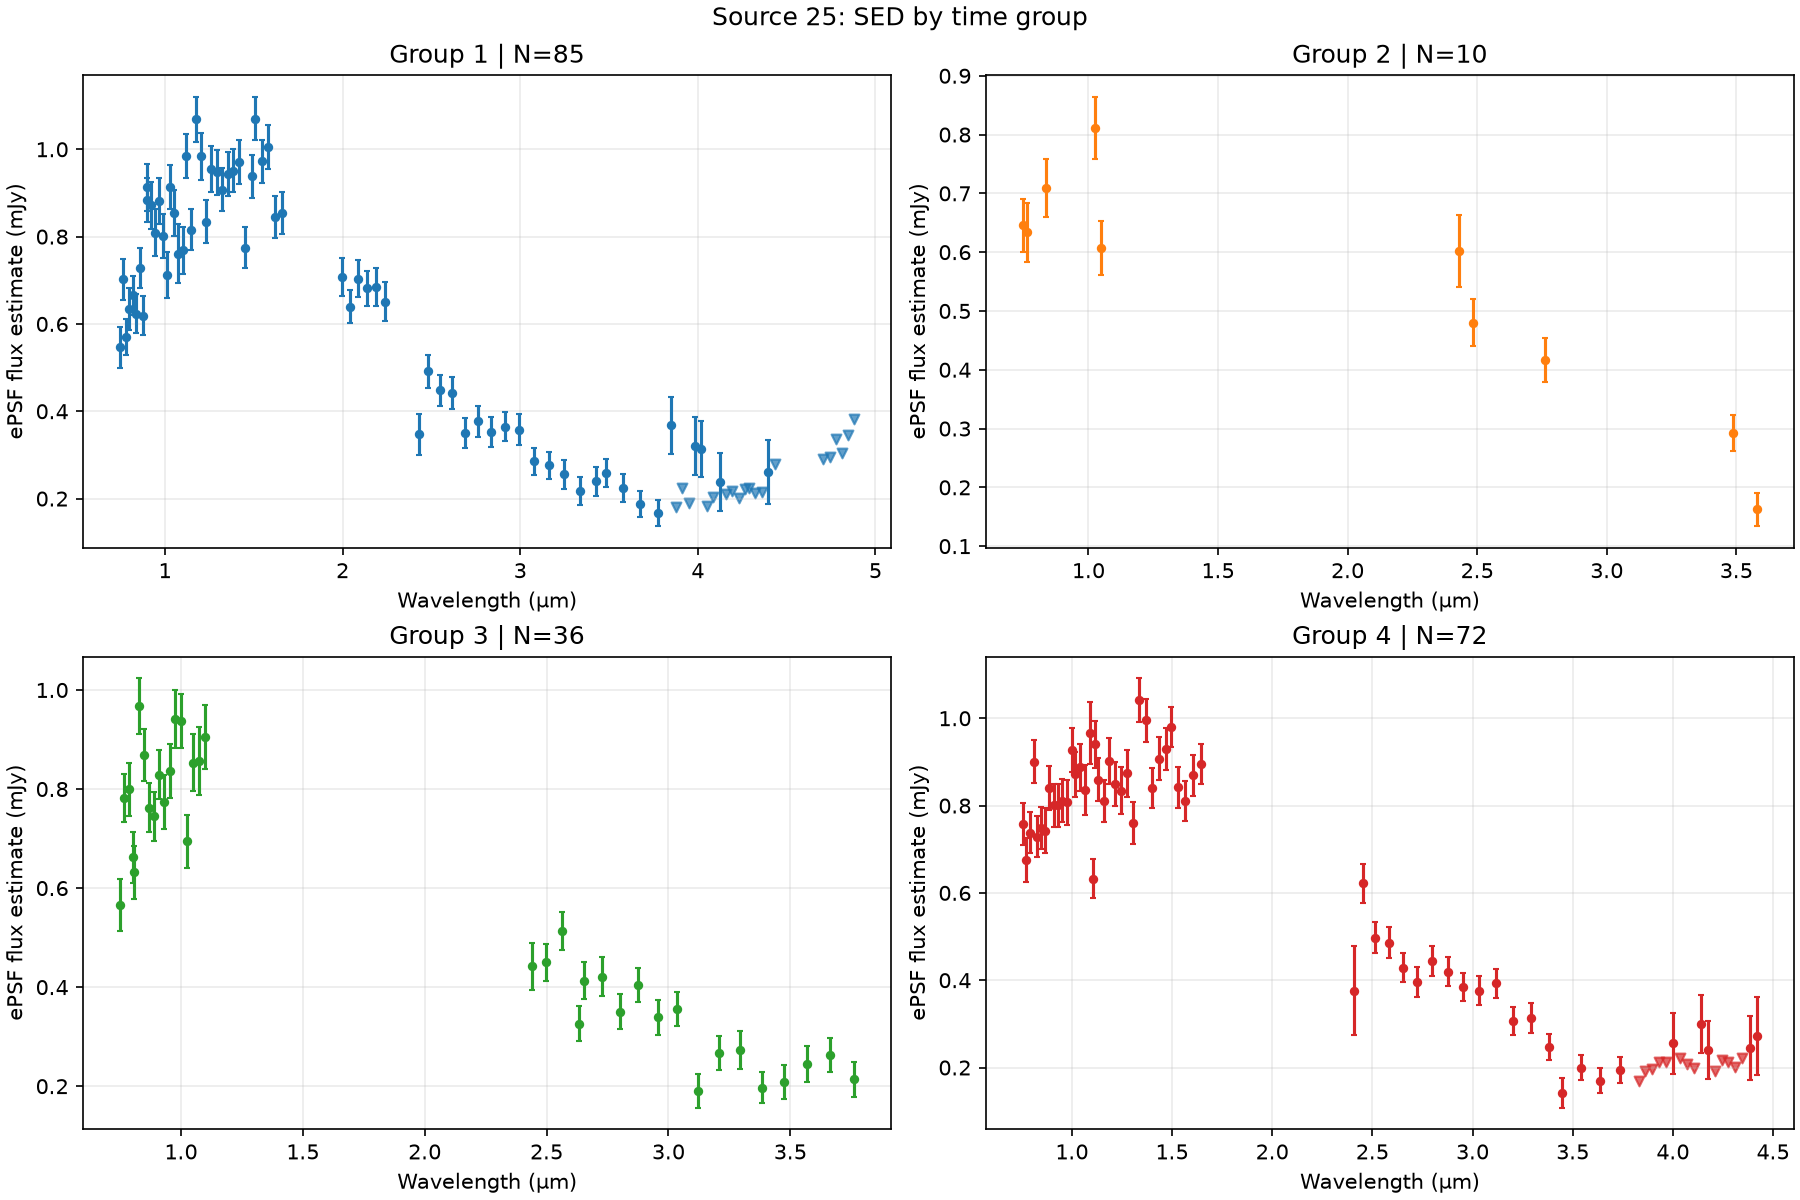 Source 25: SED by time group
Group 1 | N=85
ePSF flux estimate (mJy)
1.0
0.8
0.6
0.4
0.2
1 2 3 4 5
Wavelength (μm)
Group 2 | N=10
ePSF flux estimate (mJy)
0.9
0.8
0.7
0.6
0.5
0.4
0.3
0.2
0.1
1.0 1.5 2.0 2.5 3.0 3.5
Wavelength (μm)
Group 3 | N=36
ePSF flux estimate (mJy)
1.0
0.8
0.6
0.4
0.2
1.0 1.5 2.0 2.5 3.0 3.5
Wavelength (μm)
Group 4 | N=72
ePSF flux estimate (mJy)
1.0
0.8
0.6
0.4
0.2
1.0 1.5 2.0 2.5 3.0 3.5 4.0 4.5
Wavelength (μm)